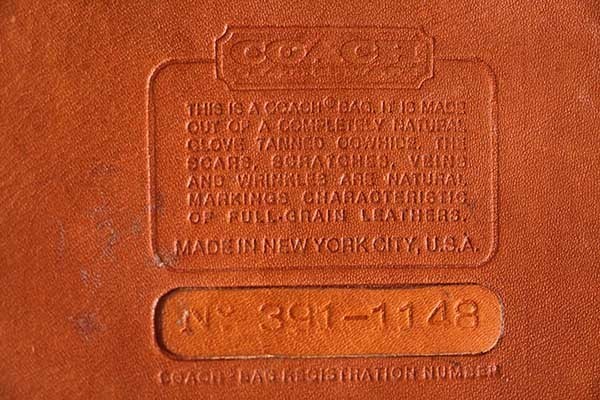 COACH
THIS IS A COACH® BAG. IT IS MADE
OUT OF A COMPLETELY NATURAL
GLOVE TANNED COWHIDE, THE
SCARS, SCRATCHES, VEINS
AND WRINKLES ARE NATURAL
MARKINGS CHARACTERISTIC
OF FULL-GRAIN LEATHERS.
MADE IN NEW YORK CITY, U.S.A.
No 391-1148
COACH® BAG REGISTRATION NUMBER